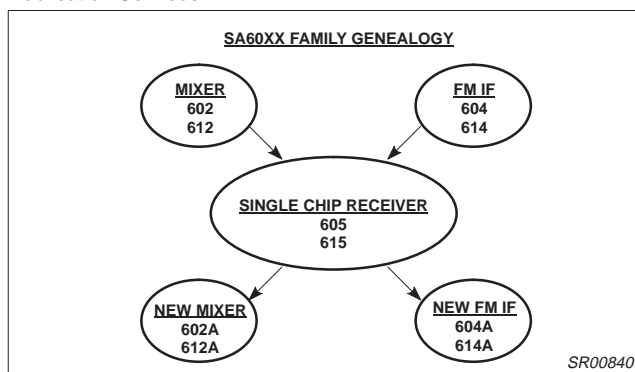 SA60XX FAMILY GENEALOGY
MIXER
602
612
FM IF
604
614
SINGLE CHIP RECEIVER
605
615
NEW MIXER
602A
612A
NEW FM IF
604A
614A
SR00840